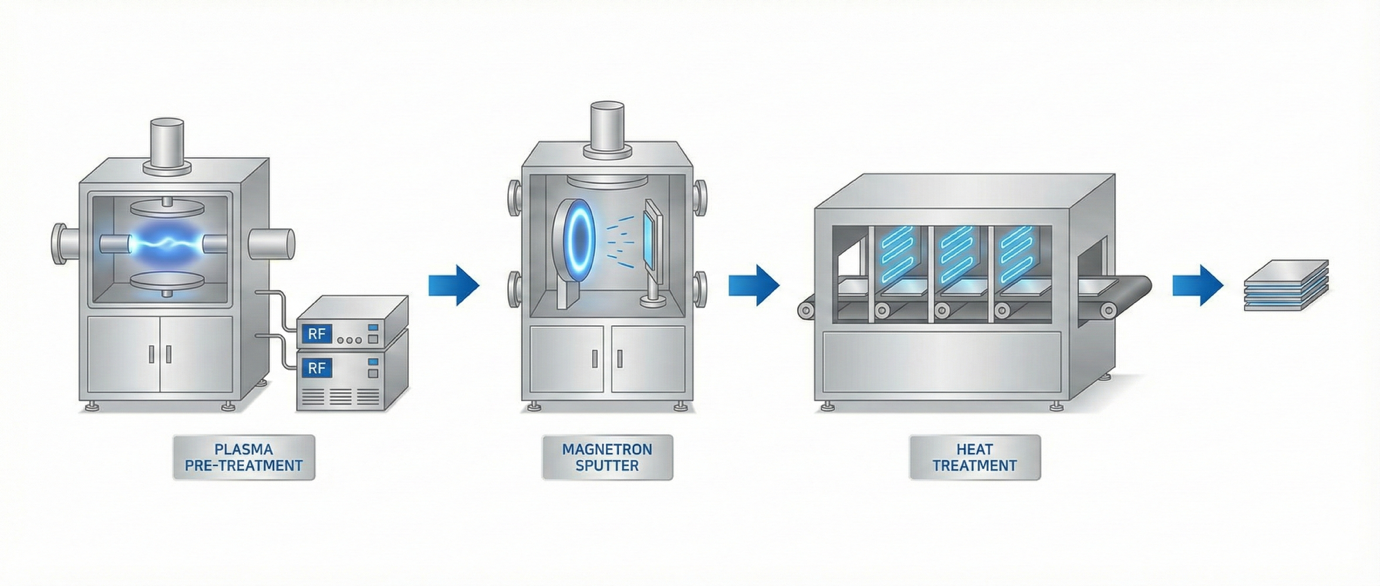 RF
RF
PLASMA
PRE-TREATMENT
MAGNETRON
SPUTTER
HEAT
TREATMENT